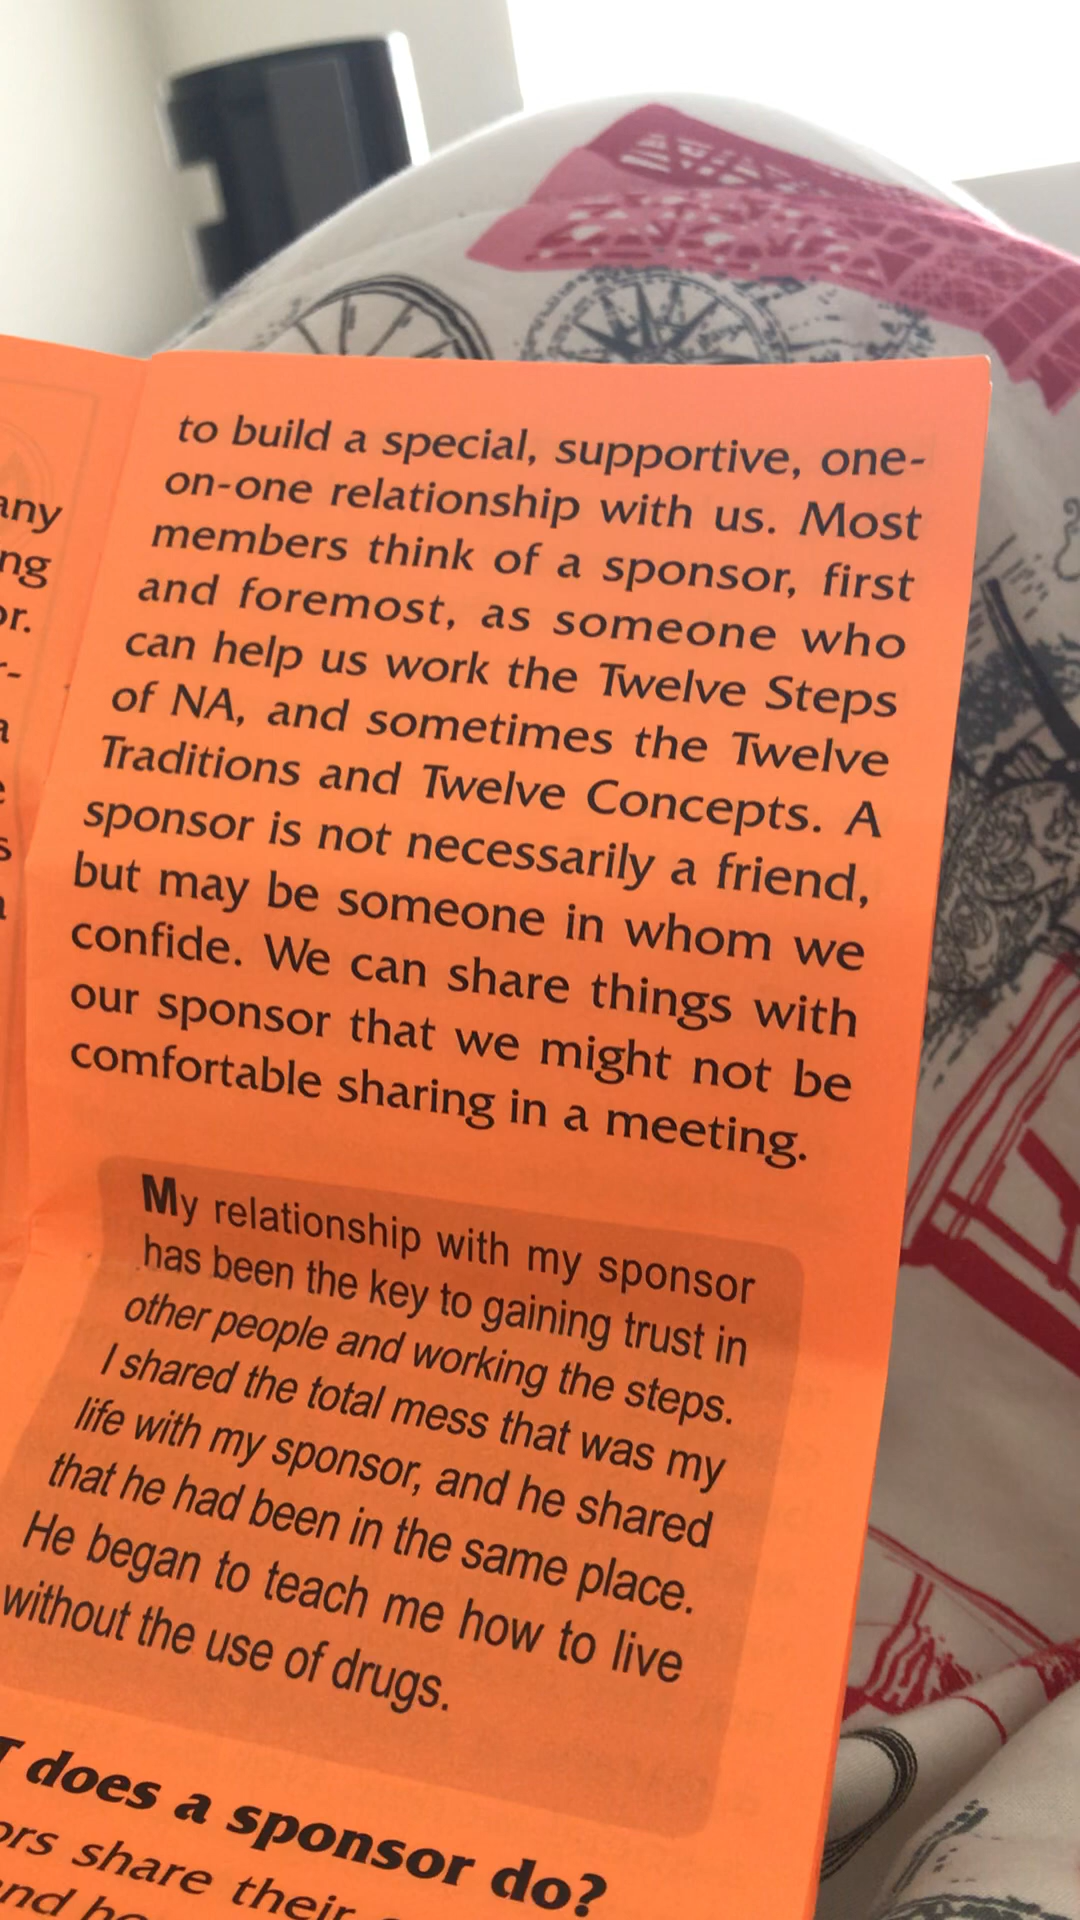 any
ng
or.
r-
a
e
s
a
to build a special, supportive, one-
on-one relationship with us. Most
members think of a sponsor, first
and foremost, as someone who
can help us work the Twelve Steps
of NA, and sometimes the Twelve
Traditions and Twelve Concepts. A
sponsor is not necessarily a friend,
but may be someone in whom we
confide. We can share things with
our sponsor that we might not be
comfortable sharing in a meeting.
My relationship with my sponsor
has been the key to gaining trust in
other people and working the steps.
I shared the total mess that was my
life with my sponsor, and he shared
that he had been in the same place.
He began to teach me how to live
without the use of drugs.
T does a sponsor do?
ors share their